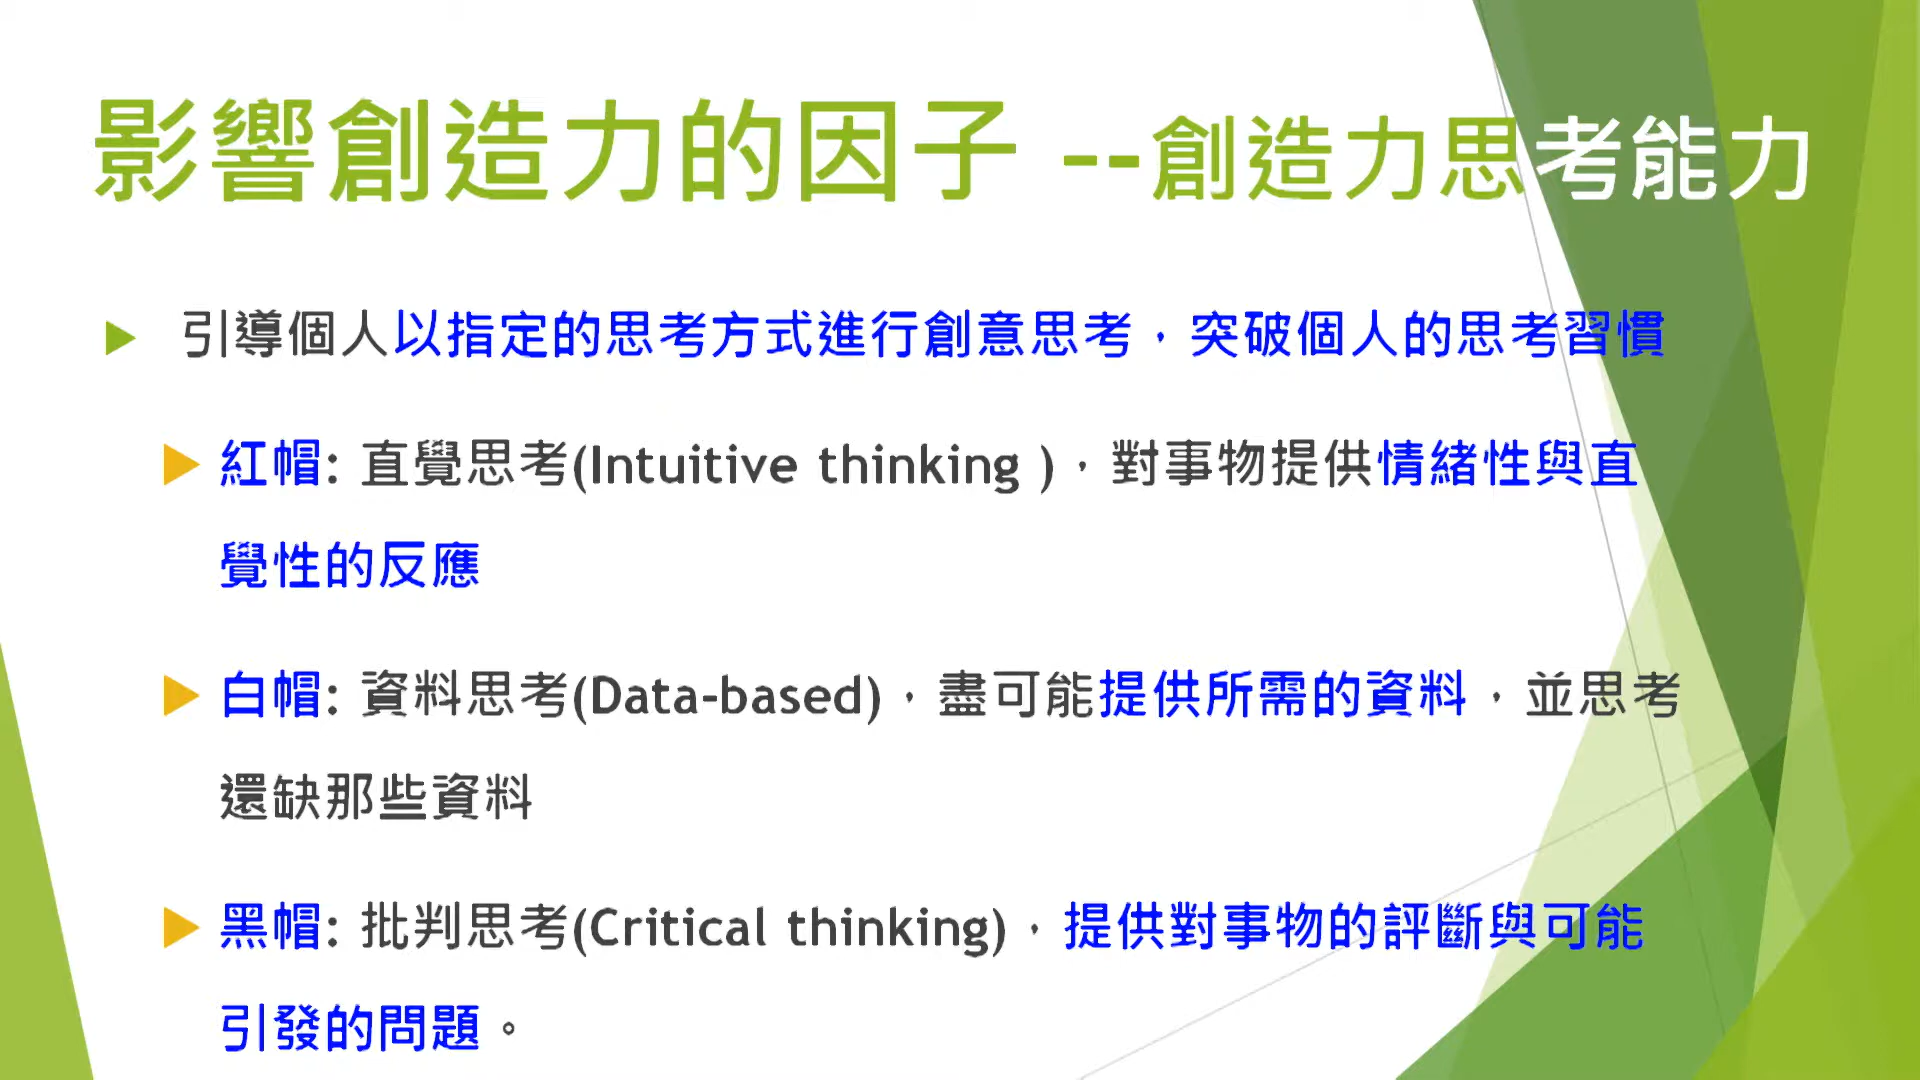 影響創造力的因子 --創造力思考能力
引導個人以指定的思考方式進行創意思考，突破個人的思考習慣
紅帽: 直覺思考(Intuitive thinking )，對事物提供情緒性與直
覺性的反應
白帽: 資料思考(Data-based)，盡可能提供所需的資料，並思考
還缺那些資料
黑帽: 批判思考(Critical thinking)，提供對事物的評斷與可能
引發的問題。